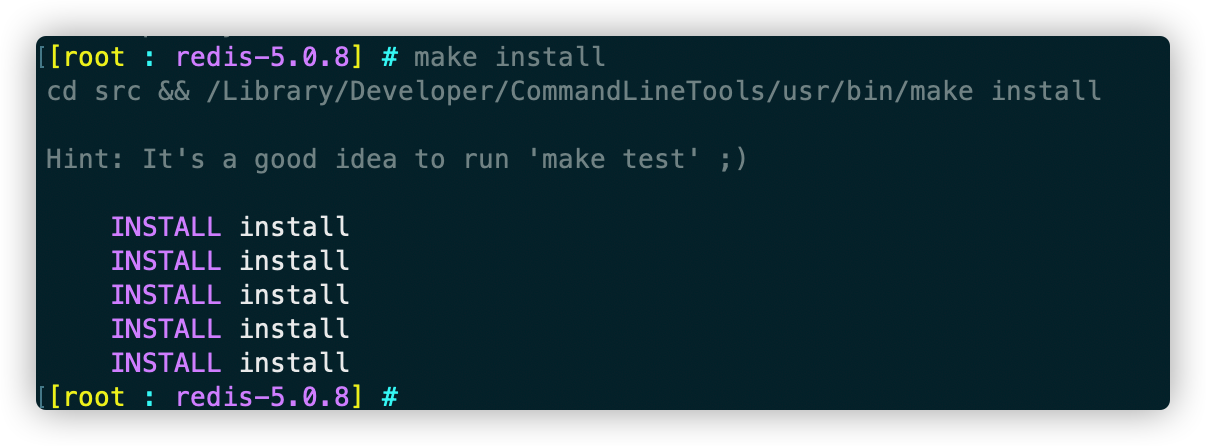 [[root : redis-5.0.8] # make install
cd src && /Library/Developer/CommandLineTools/usr/bin/make install
Hint: It's a good idea to run 'make test' ;)
INSTALL install
INSTALL install
INSTALL install
INSTALL install
INSTALL install
[[root : redis-5.0.8] #